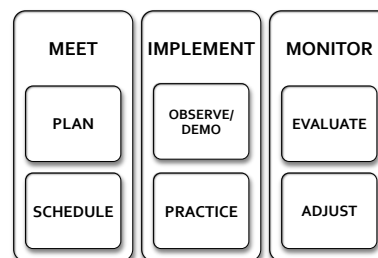 MEET
PLAN
SCHEDULE
IMPLEMENT
OBSERVE/
DEMO
PRACTICE
MONITOR
EVALUATE
ADJUST